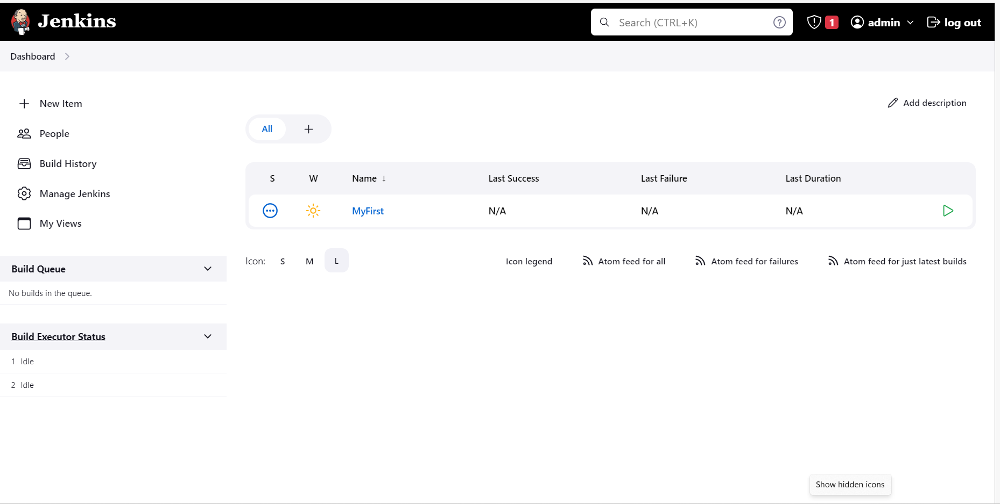 Jenkins
Search (CTRL+K)
1
admin
log out
Dashboard
New Item
People
Build History
Manage Jenkins
My Views
Add description
All
S W Name ↓ Last Success Last Failure Last Duration
MyFirst N/A N/A N/A
Icon: S M L
Icon legend
Atom feed for all
Atom feed for failures
Atom feed for just latest builds
Build Queue
No builds in the queue.
Build Executor Status
1 Idle
2 Idle
Show hidden icons